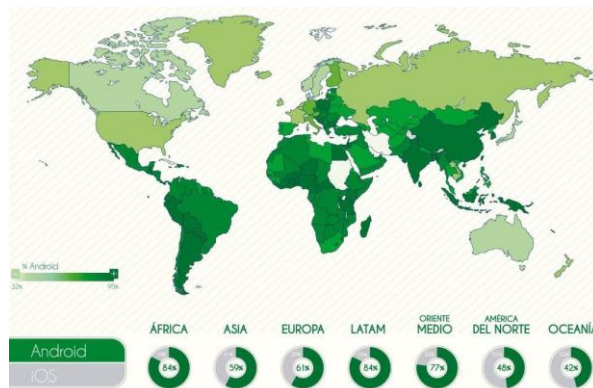 % Android
32%
95%
ÁFRICA
ASIA
EUROPA
LATAM
ORIENTE
MEDIO
AMÉRICA
DEL NORTE
OCEANÍA
Android
iOS
84%
59%
61%
84%
77%
48%
42%